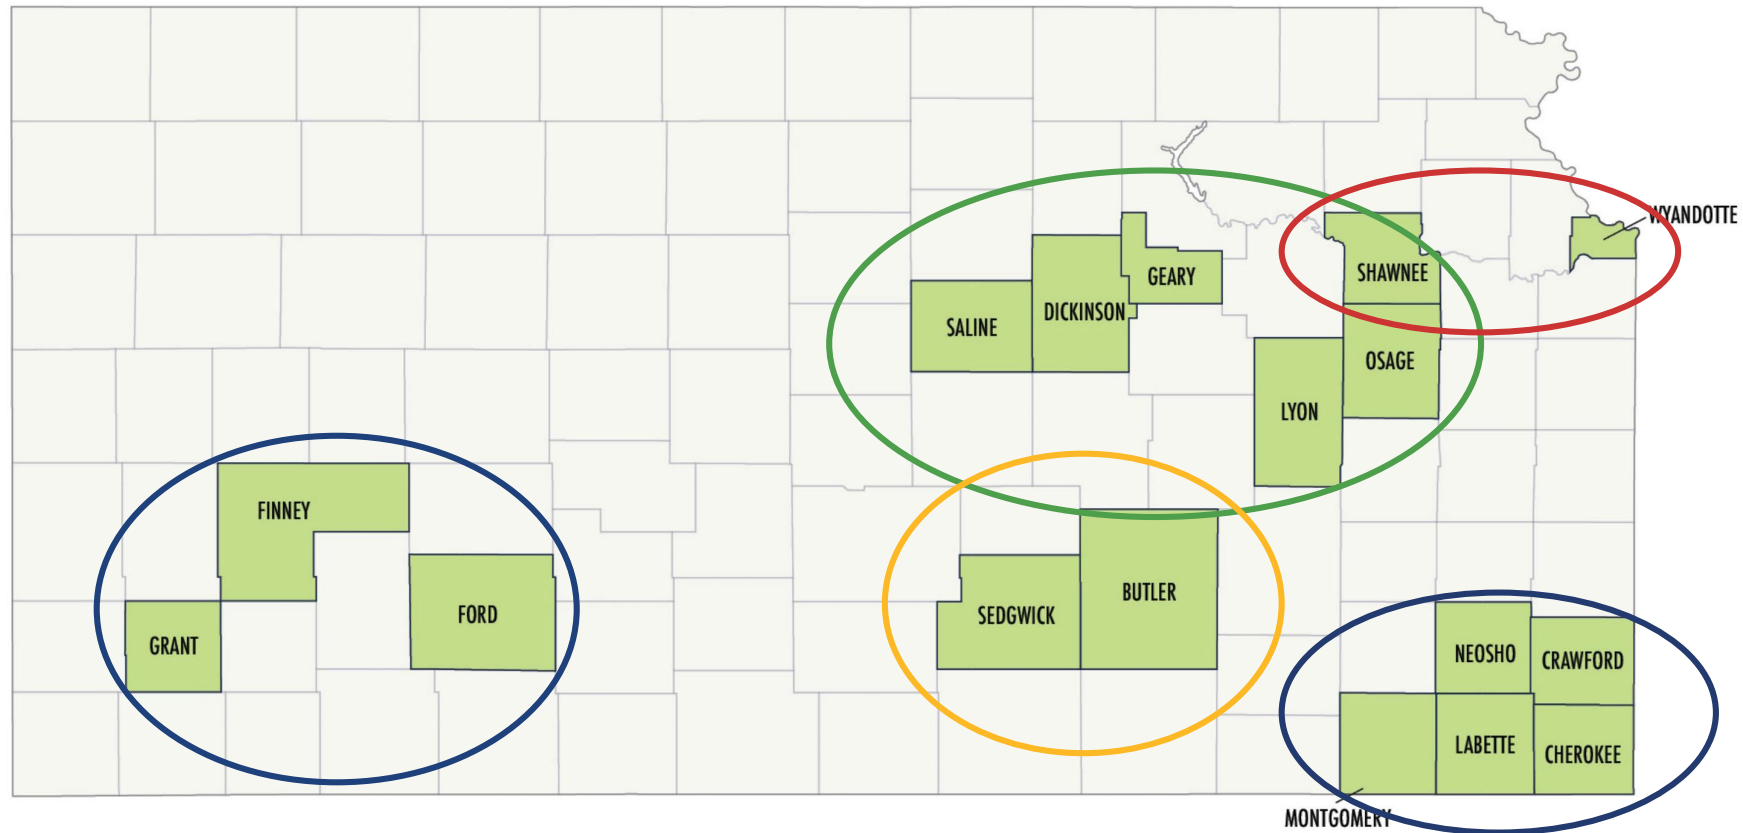 WYANDOTTE
SHAWNEE
GEARY
DICKINSON
SALINE
OSAGE
LYON
FINNEY
BUTLER
FORD
SEDGWICK
GRANT
NEOSHO
CRAWFORD
LABETTE
CHEROKEE
MONTGOMERY